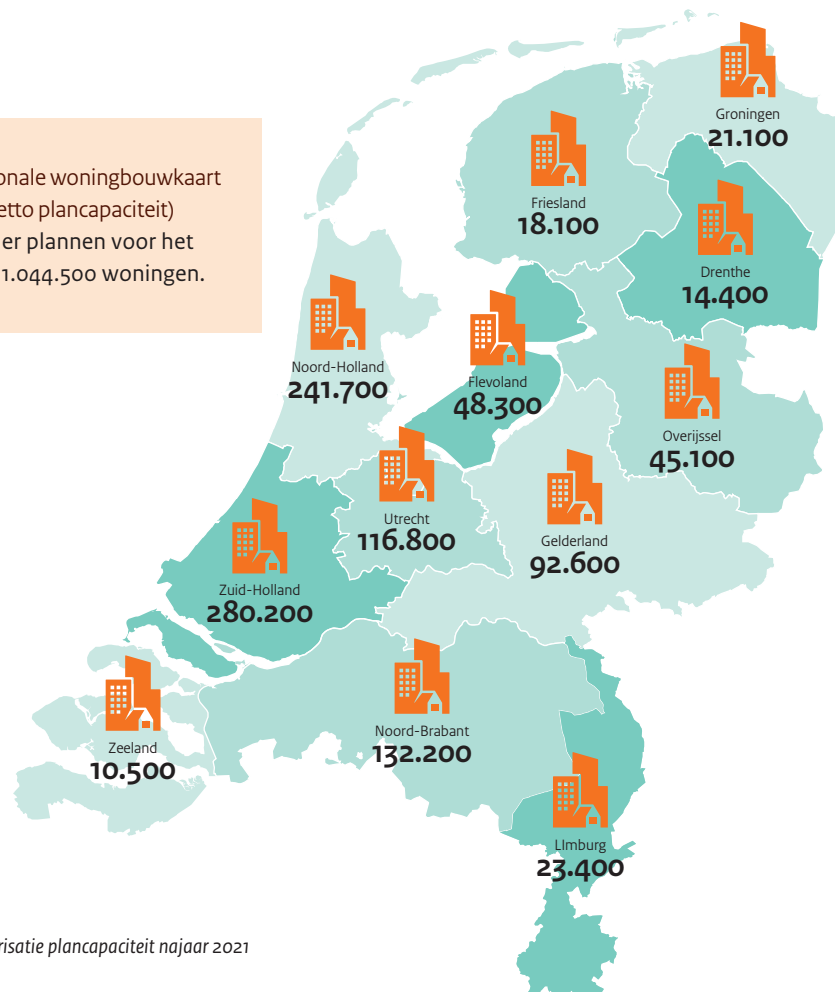 onale woningbouwkaart
etto plancapaciteit)
er plannen voor het
1.044.500 woningen.
Groningen
21.100
Friesland
18.100
Drenthe
14.400
Noord-Holland
241.700
Flevoland
48.300
Overijssel
45.100
Utrecht
116.800
Gelderland
92.600
Zuid-Holland
280.200
Noord-Brabant
132.200
Zeeland
10.500
LImburg
23.400
risatie plancapaciteit najaar 2021